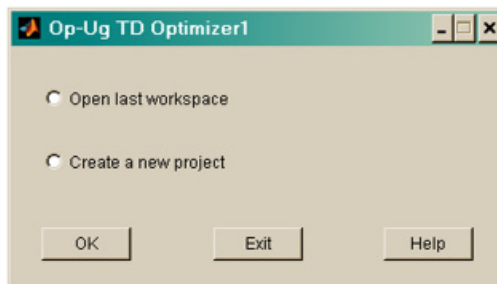 Op-Ug TD Optimizer1
Open last workspace
Create a new project
OK Exit Help